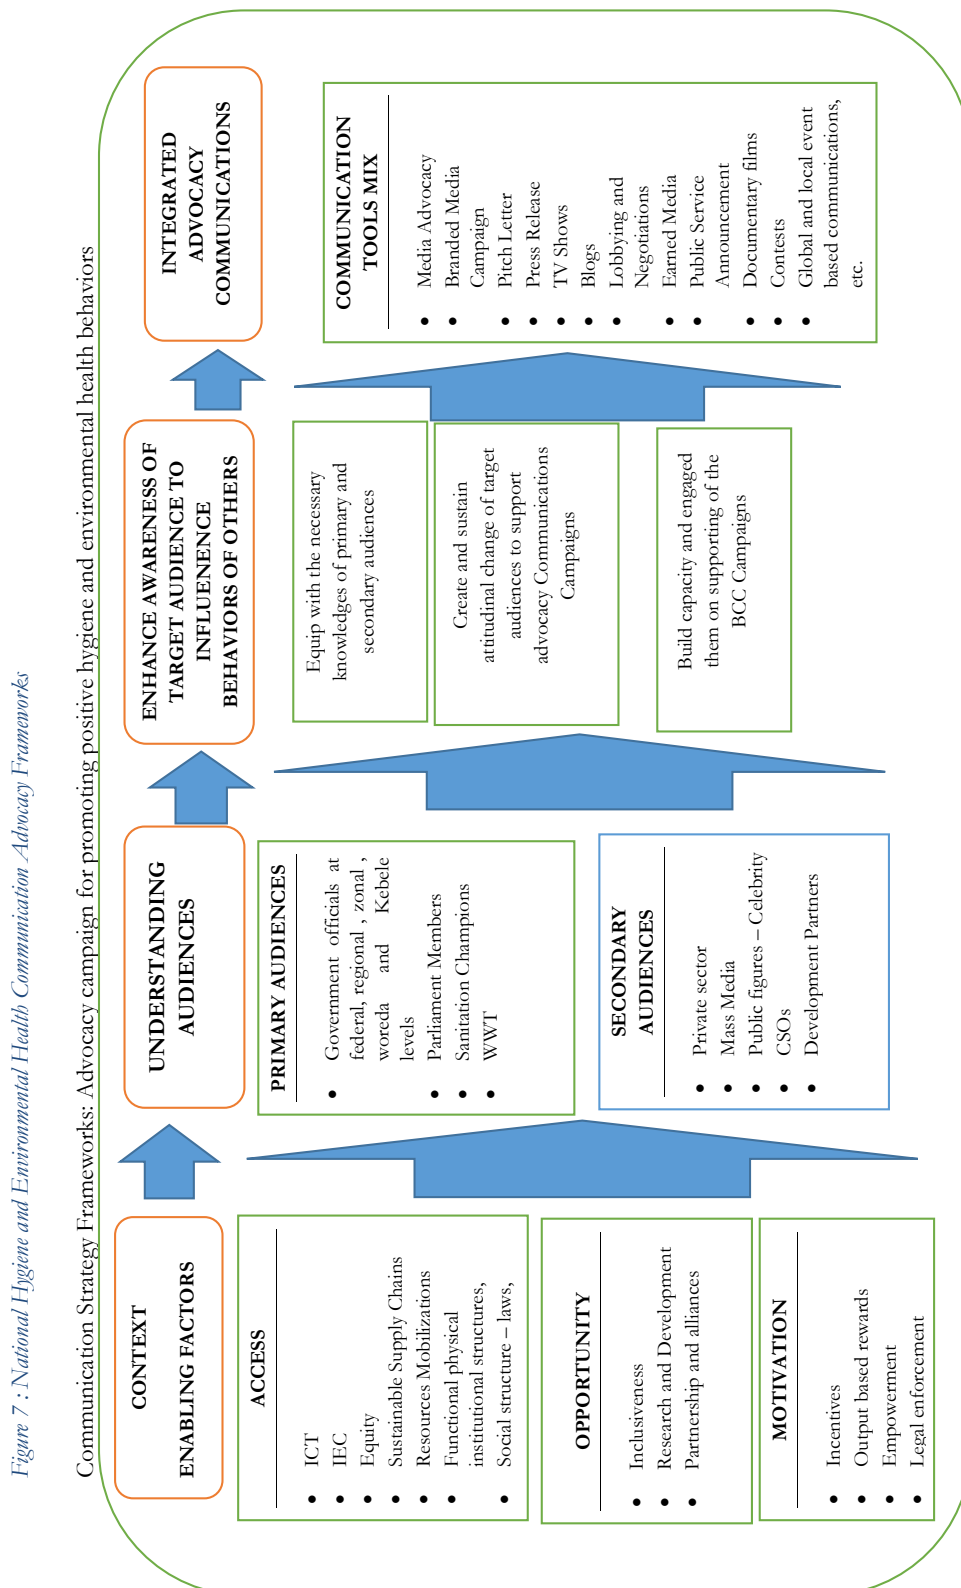 Figure 7 : National Hygiene and Environmental Health Communication Advocacy Frameworks
Communication Strategy Frameworks: Advocacy campaign for promoting positive hygiene and environmental health behaviors
CONTEXT
ENABLING FACTORS
ACCESS
• ICT
• IEC
• Equity
• Sustainable Supply Chains
• Resources Mobilizations
• Functional physical
institutional structures,
• Social structure – laws,
OPPORTUNITY
• Inclusiveness
• Research and Development
• Partnership and alliances
MOTIVATION
• Incentives
• Output based rewards
• Empowerment
• Legal enforcement
UNDERSTANDING
AUDIENCES
PRIMARY AUDIENCES
• Government officials at
federal, regional , zonal ,
woreda and Kebele
levels
• Parliament Members
• Sanitation Champions
• WWT
SECONDARY
AUDIENCES
• Private sector
• Mass Media
• Public figures – Celebrity
• CSOs
• Development Partners
ENHANCE AWARENESS OF
TARGET AUDIENCE TO
INFLUENENCE
BEHAVIORS OF OTHERS
Equip with the necessary
knowledges of primary and
secondary audiences
Create and sustain
attitudinal change of target
audiences to support
advocacy Communications
Campaigns
Build capacity and engaged
them on supporting of the
BCC Campaigns
INTEGRATED
ADVOCACY
COMMUNICATIONS
COMMUNICATION
TOOLS MIX
• Media Advocacy
• Branded Media
Campaign
• Pitch Letter
• Press Release
• TV Shows
• Blogs
• Lobbying and
Negotiations
• Earned Media
• Public Service
Announcement
• Documentary films
• Contests
• Global and local event
based communications,
etc.